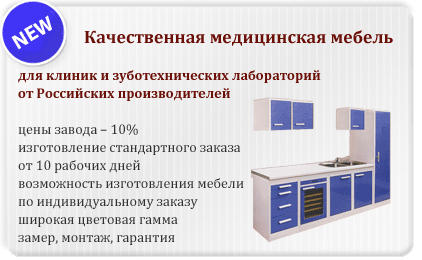 NEW
Качественная медицинская мебель
для клиник и зуботехнических лабораторий
от Российских производителей
цены завода – 10%
изготовление стандартного заказа
от 10 рабочих дней
возможность изготовления мебели
по индивидуальному заказу
широкая цветовая гамма
замер, монтаж, гарантия